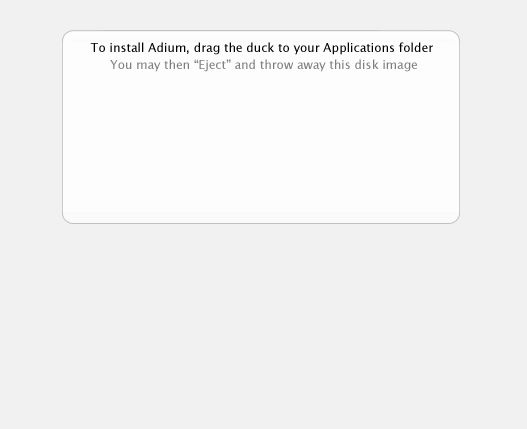 To install Adium, drag the duck to your Applications folder
You may then “Eject” and throw away this disk image